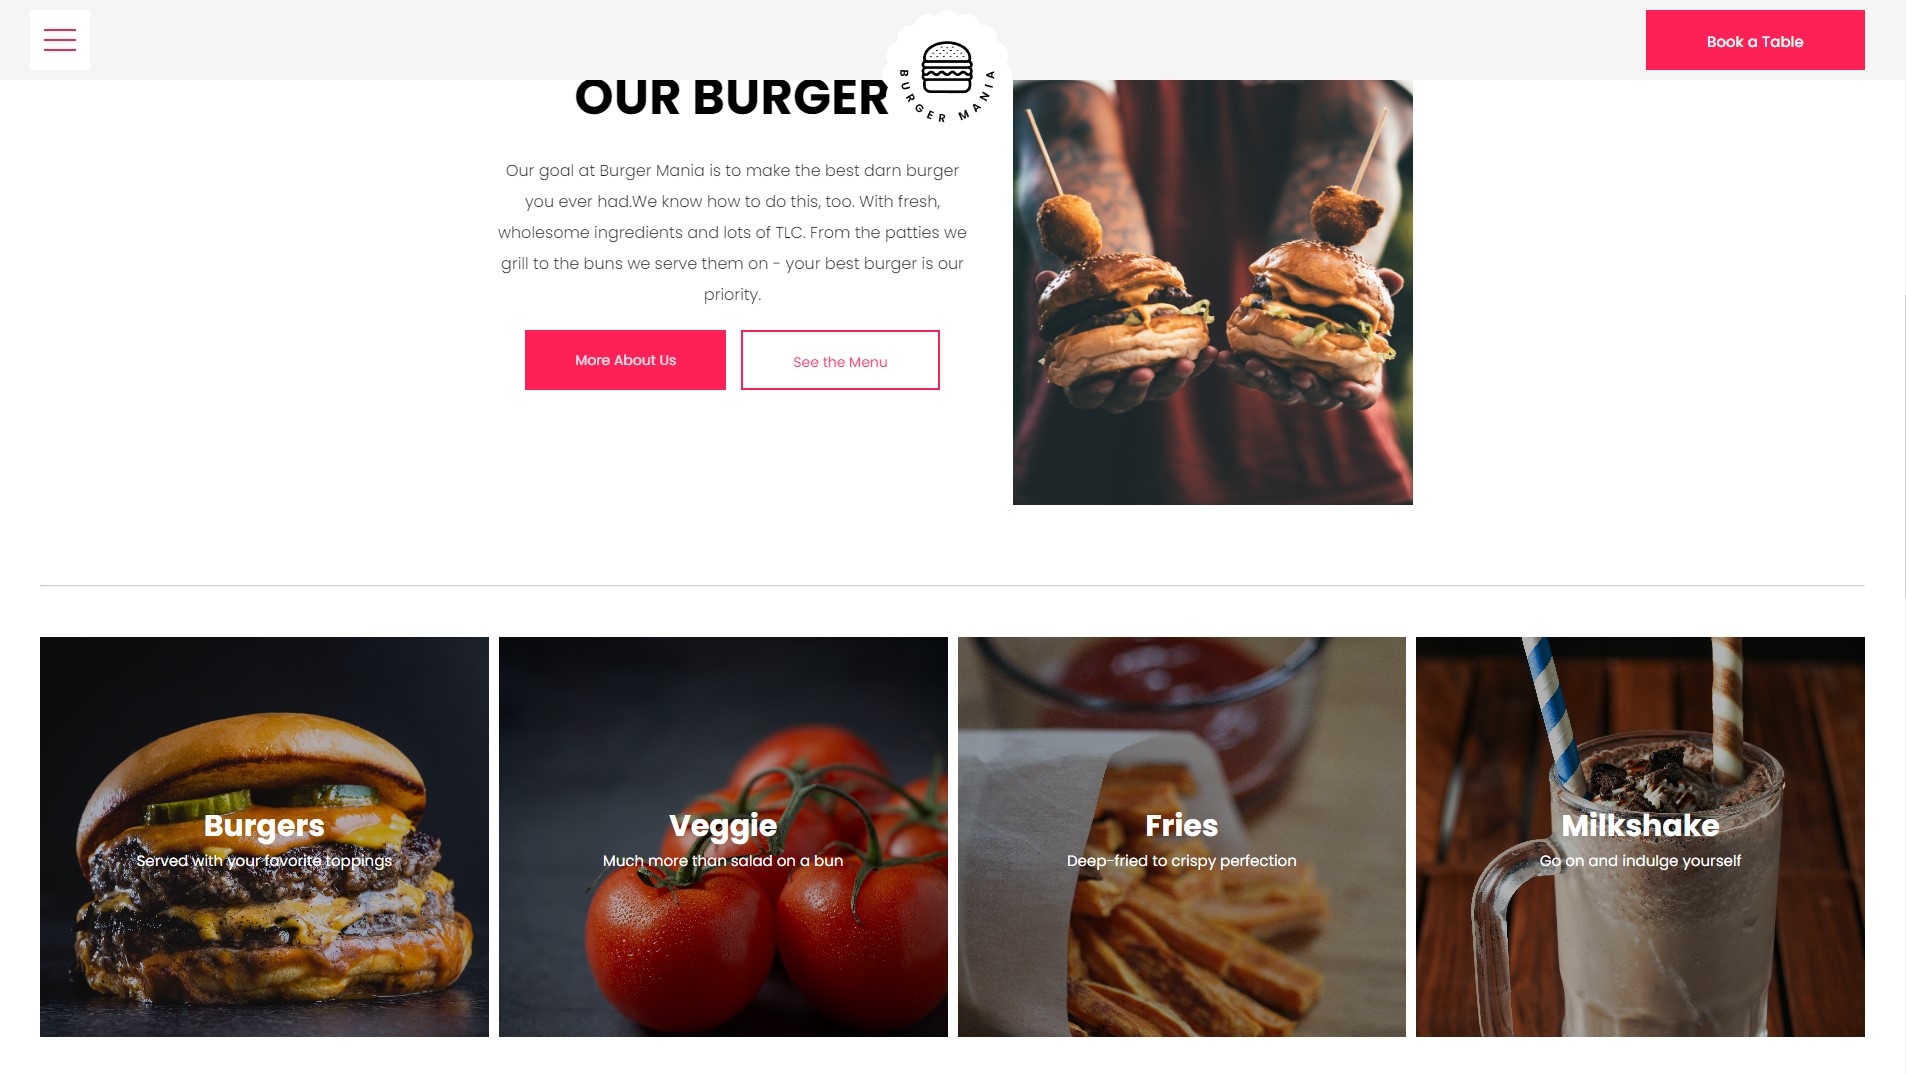 Book a Table
BURGER MANIA
OUR BURGER
Our goal at Burger Mania is to make the best darn burger
you ever had.We know how to do this, too. With fresh,
wholesome ingredients and lots of TLC. From the patties we
grill to the buns we serve them on - your best burger is our
priority.
More About Us
See the Menu
Burgers
Served with your favorite toppings
Veggie
Much more than salad on a bun
Fries
Deep-fried to crispy perfection
Milkshake
Go on and indulge yourself